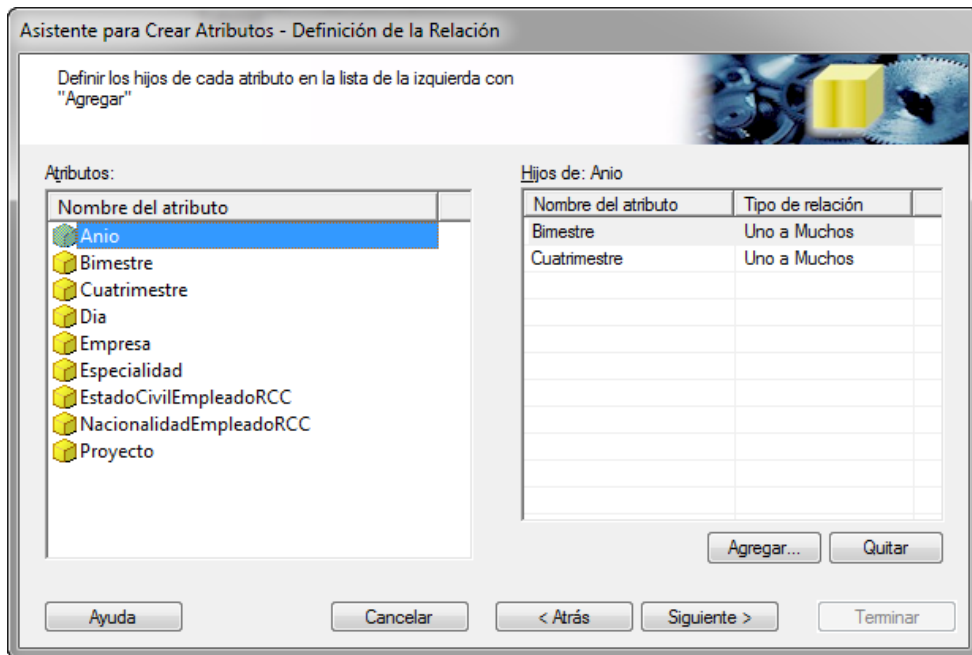 Asistente para Crear Atributos - Definición de la Relación
Definir los hijos de cada atributo en la lista de la izquierda con
"Agregar"
Atributos:
Nombre del atributo
Anio
Bimestre
Cuatrimestre
Dia
Empresa
Especialidad
EstadoCivilEmpleadoRCC
NacionalidadEmpleadoRCC
Proyecto
Hijos de: Anio
Nombre del atributo Tipo de relación
Bimestre Uno a Muchos
Cuatrimestre Uno a Muchos
Agregar... Quitar
Ayuda Cancelar < Atrás Siguiente > Terminar